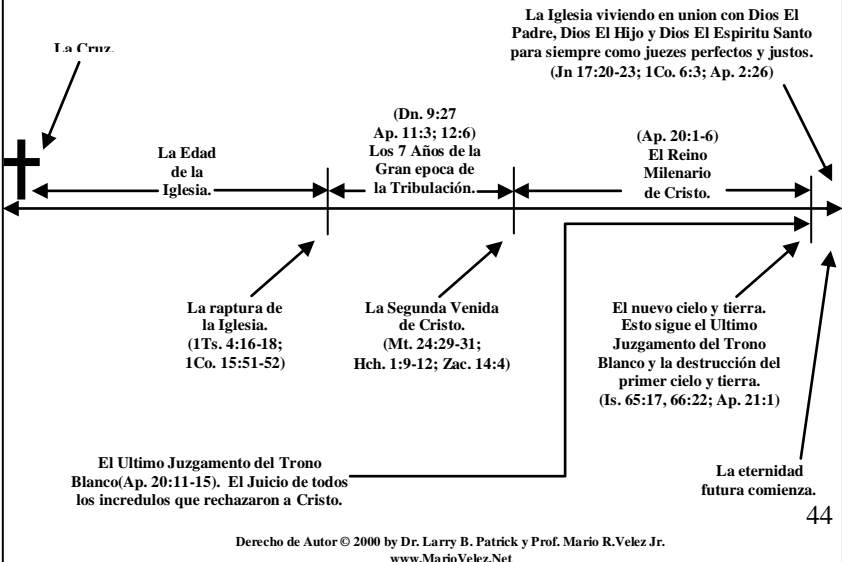 La Iglesia viviendo en union con Dios El
Padre, Dios El Hijo y Dios El Espiritu Santo
para siempre como juezes perfectos y justos.
(Jn 17:20-23; 1Co. 6:3; Ap. 2:26)
La Cruz.
(Dn. 9:27
Ap. 11:3; 12:6)
Los 7 Años de la
Gran epoca de
la Tribulación.
La Edad
de la
Iglesia.
(Ap. 20:1-6)
El Reino
Milenario
de Cristo.
La raptura de
la Iglesia.
(1Ts. 4:16-18;
1Co. 15:51-52)
La Segunda Venida
de Cristo.
(Mt. 24:29-31;
Hch. 1:9-12; Zac. 14:4)
El nuevo cielo y tierra.
Esto sigue el Ultimo
Juzgamento del Trono
Blanco y la destrucción del
primer cielo y tierra.
(Is. 65:17, 66:22; Ap. 21:1)
El Ultimo Juzgamento del Trono
Blanco(Ap. 20:11-15).  El Juicio de todos
los incredulos que rechazaron a Cristo.
La eternidad
futura comienza.
44
Derecho de Autor © 2000 by Dr. Larry B. Patrick y Prof. Mario R.Velez Jr.
www.MarioVelez.Net